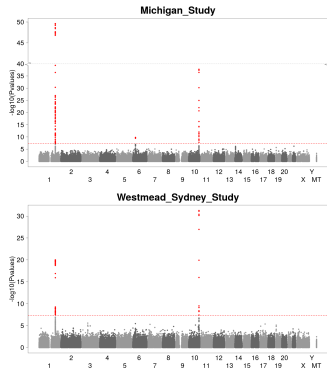 Michigan_Study
50
45
15
40
35
30
25
20
15
10
5
0
-log10(Pvalues)
2 4 6 8 10 12 14 16 18 20 Y
1 3 5 7 9 11 13 15 17 19 X MT
Westmead_Sydney_Study
30
25
20
15
10
5
0
-log10(Pvalues)
2 4 6 8 10 12 14 16 18 20 Y
1 3 5 7 9 11 13 15 17 19 X MT